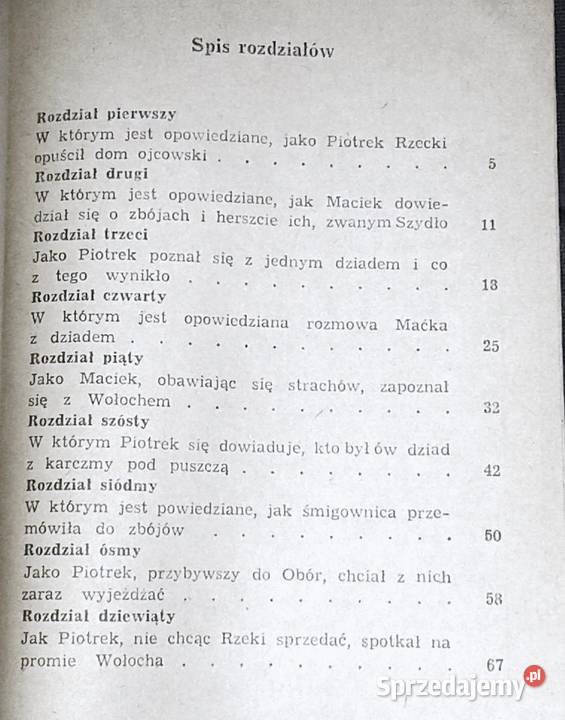 Spis rozdziałów
Rozdział pierwszy
W którym jest opowiedziane, jako Piotrek Rzecki
opuścił dom ojcowski . . . . . . . . 5
Rozdział drugi
W którym jest opowiedziane, jak Maciek dowie-
dział się o zbójach i herszcie ich, zwanym Szydło 11
Rozdział trzeci
Jako Piotrek poznał się z jednym dziadem i co
z tego wynikło . . . . . . . . . . 18
Rozdział czwarty
W którym jest opowiedziana rozmowa Maćka
z dziadem . . . . . . . . . . . . 25
Rozdział piąty
Jako Maciek, obawiając się strachów, zapoznał
się z Wołochem . . . . . . . . . . 32
Rozdział szósty
W którym Piotrek się dowiaduje, kto był ów dziad
z karczmy pod puszczą . . . . . . . . 42
Rozdział siódmy
W którym jest powiedziane, jak śmigownica prze-
mówiła do zbójów . . . . . . . . . 50
Rozdział ósmy
Jako Piotrek, przybywszy do Obór, chciał z nich
zaraz wyjeżdżać . . . . . . . . . . 58
Rozdział dziewiąty
Jak Piotrek, nie chcąc Rzeki sprzedać, spotkał na
promie Wołocha . . . . . . . . . . 67
Sprzedajemy.pl